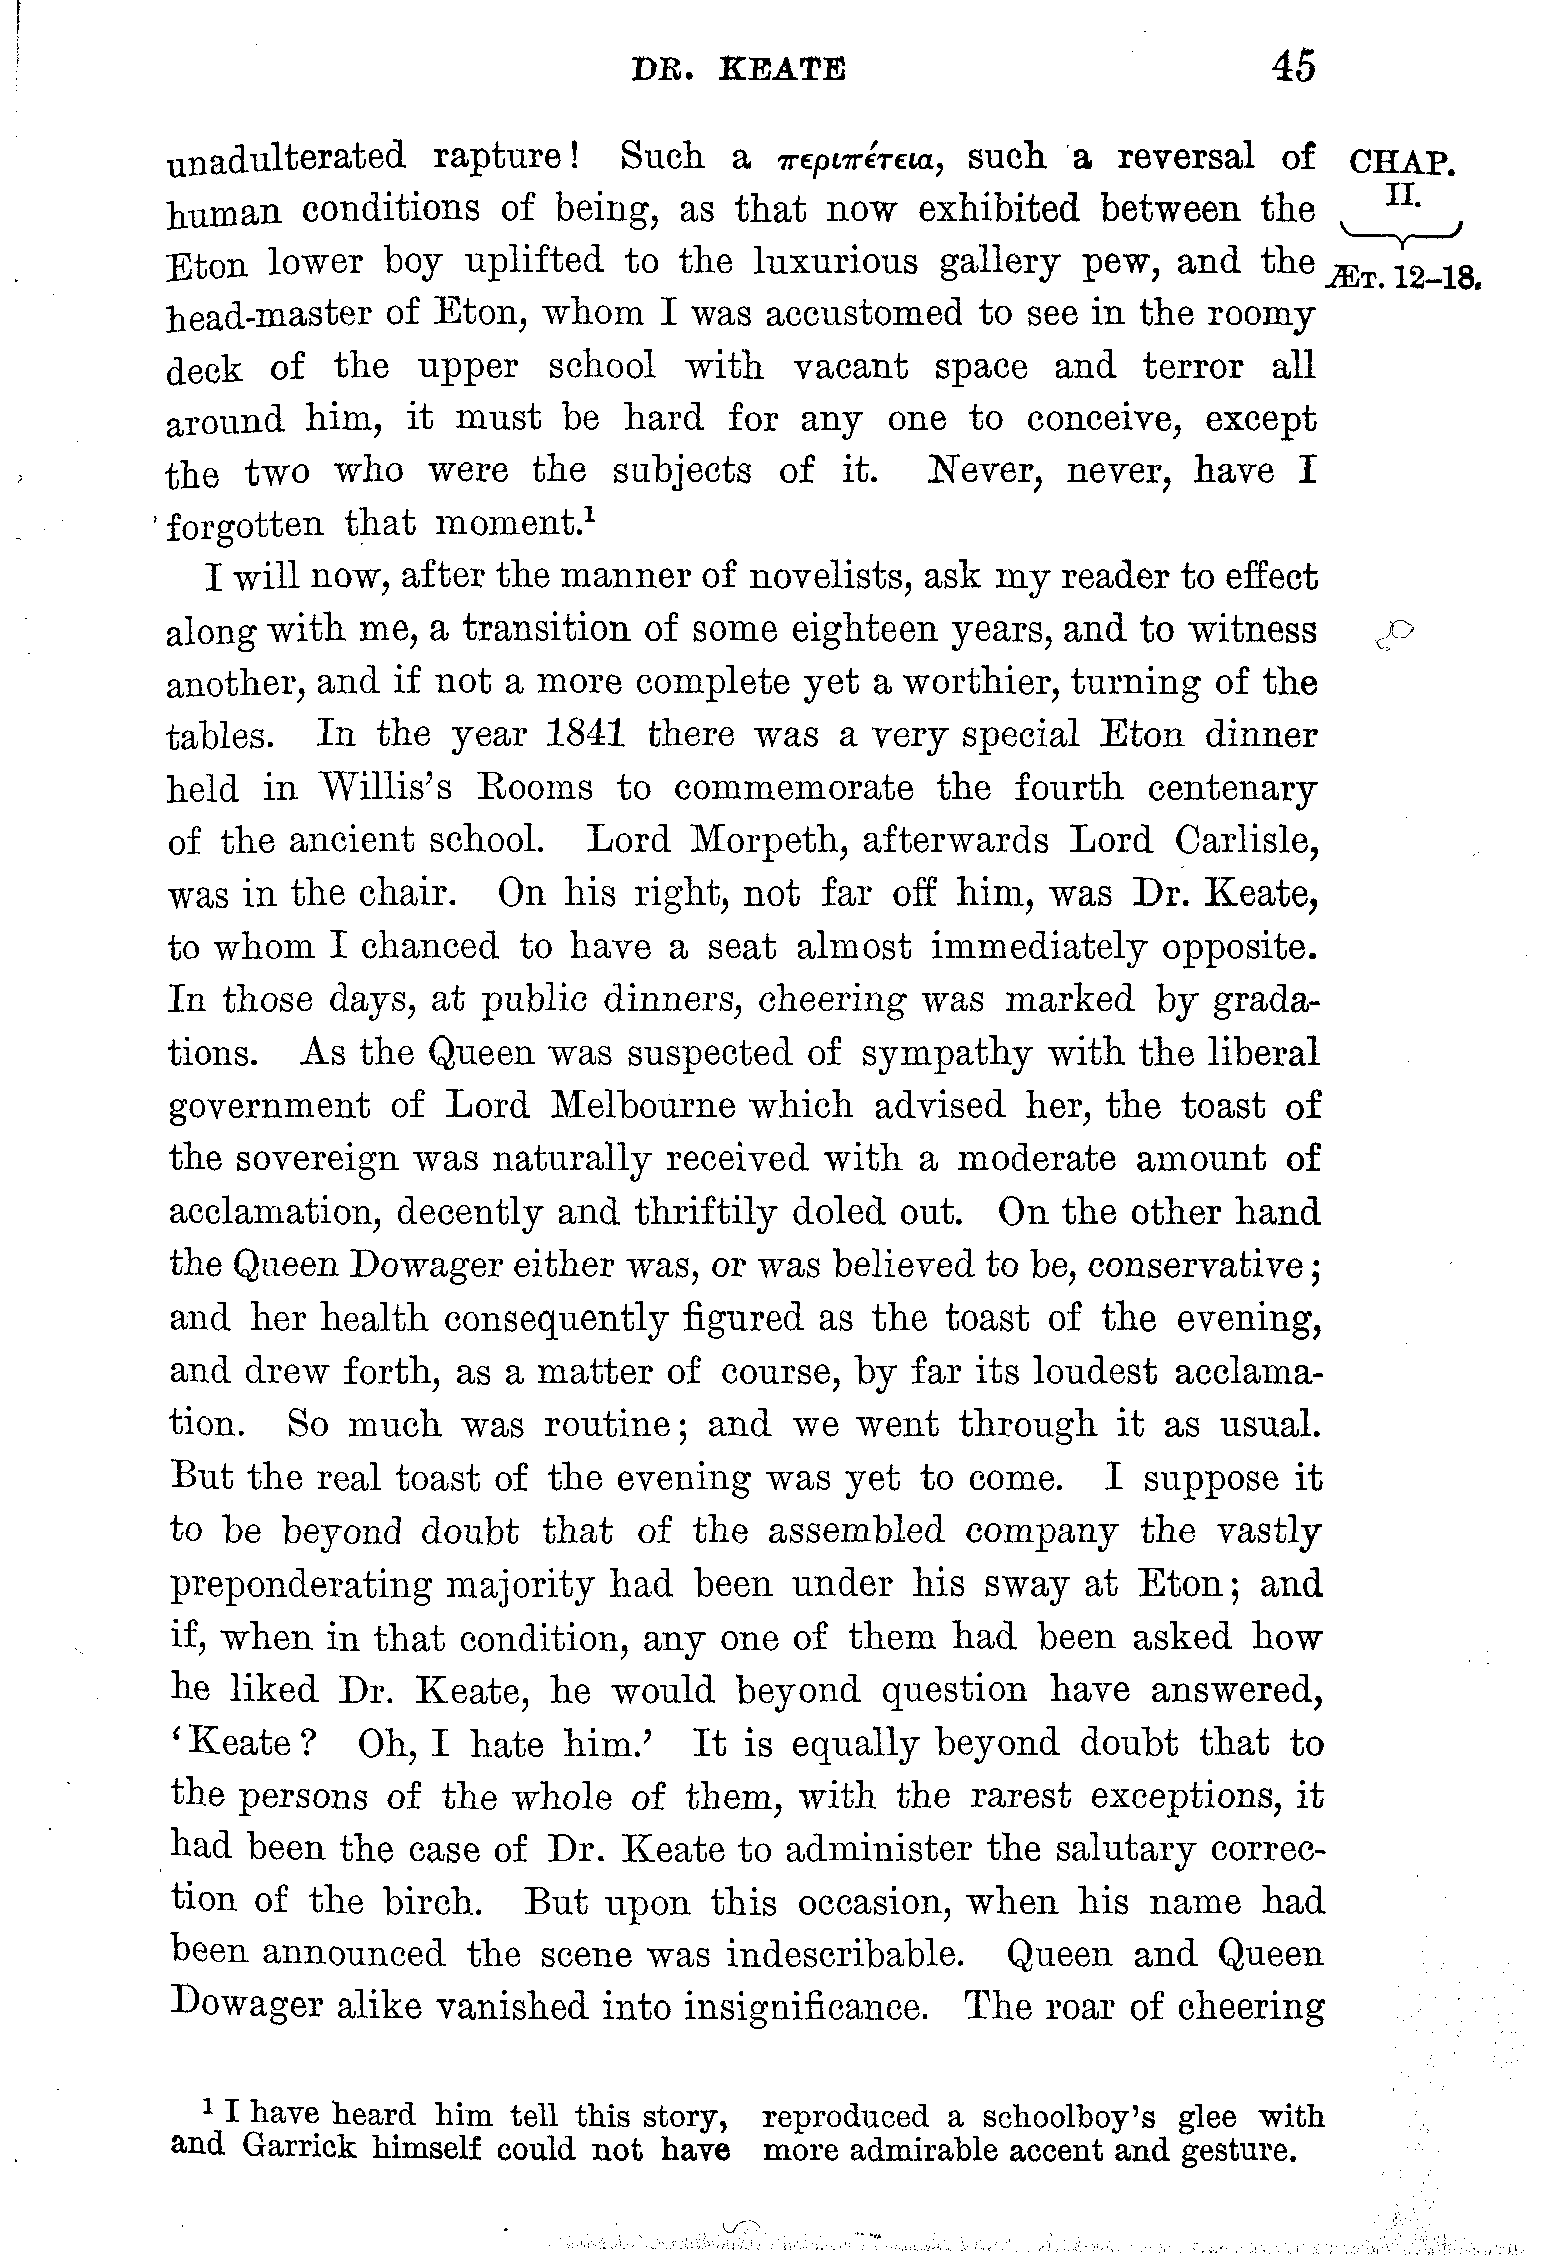 DR. KEATE 45
unadulterated rapture! Such a περιπέτεια, such a reversal of
CHAP. II.
human conditions of being, as that now exhibited between the
Eton lower boy uplifted to the luxurious gallery pew, and the
ÆT. 12–18.
head-master of Eton, whom I was accustomed to see in the roomy
deck of the upper school with vacant space and terror all
around him, it must be hard for any one to conceive, except
the two who were the subjects of it. Never, never, have I
forgotten that moment.¹
I will now, after the manner of novelists, ask my reader to effect
along with me, a transition of some eighteen years, and to witness
another, and if not a more complete yet a worthier, turning of the
tables. In the year 1841 there was a very special Eton dinner
held in Willis's Rooms to commemorate the fourth centenary
of the ancient school. Lord Morpeth, afterwards Lord Carlisle,
was in the chair. On his right, not far off him, was Dr. Keate,
to whom I chanced to have a seat almost immediately opposite.
In those days, at public dinners, cheering was marked by grada-
tions. As the Queen was suspected of sympathy with the liberal
government of Lord Melbourne which advised her, the toast of
the sovereign was naturally received with a moderate amount of
acclamation, decently and thriftily doled out. On the other hand
the Queen Dowager either was, or was believed to be, conservative;
and her health consequently figured as the toast of the evening,
and drew forth, as a matter of course, by far its loudest acclama-
tion. So much was routine; and we went through it as usual.
But the real toast of the evening was yet to come. I suppose it
to be beyond doubt that of the assembled company the vastly
preponderating majority had been under his sway at Eton; and
if, when in that condition, any one of them had been asked how
he liked Dr. Keate, he would beyond question have answered,
'Keate? Oh, I hate him.' It is equally beyond doubt that to
the persons of the whole of them, with the rarest exceptions, it
had been the case of Dr. Keate to administer the salutary correc-
tion of the birch. But upon this occasion, when his name had
been announced the scene was indescribable. Queen and Queen
Dowager alike vanished into insignificance. The roar of cheering
¹ I have heard him tell this story,
and Garrick himself could not have
reproduced a schoolboy's glee with
more admirable accent and gesture.